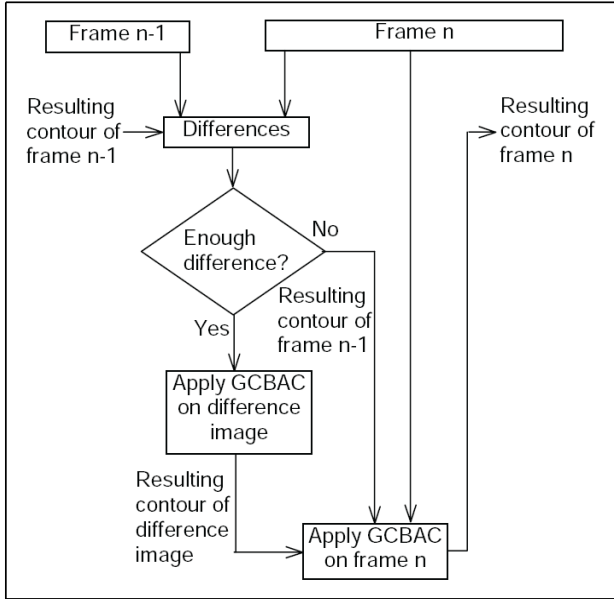 Frame n-1
Frame n
Resulting
contour of
frame n-1
Differences
Resulting
contour of
frame n
Enough
difference?
No
Resulting
contour of
frame n-1
Yes
Apply GCBAC
on difference
image
Resulting
contour of
difference
image
Apply GCBAC
on frame n